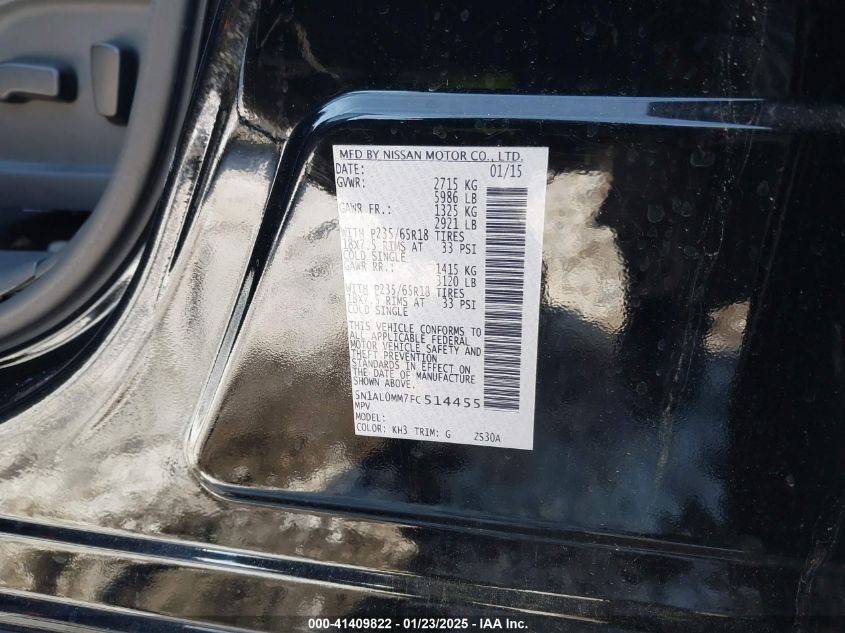 MFD BY NISSAN MOTOR CO., LTD.
DATE: 01/15
GVWR: 2715 KG
5986 LB
GAWR FR.: 1325 KG
2921 LB
WITH P235/65R18 TIRES
18X7.5 RIMS AT 33 PSI
COLD SINGLE
GAWR RR.: 1415 KG
3120 LB
WITH P235/65R18 TIRES
18X7.5 RIMS AT 33 PSI
COLD SINGLE
THIS VEHICLE CONFORMS TO
ALL APPLICABLE FEDERAL
MOTOR VEHICLE SAFETY AND
THEFT PREVENTION
STANDARDS IN EFFECT ON
THE DATE OF MANUFACTURE
SHOWN ABOVE.
5N1AL0MM7FC514455
MPV
MODEL:
COLOR: KH3 TRIM: G ZS30A
000-41409822 - 01/23/2025 - IAA Inc.